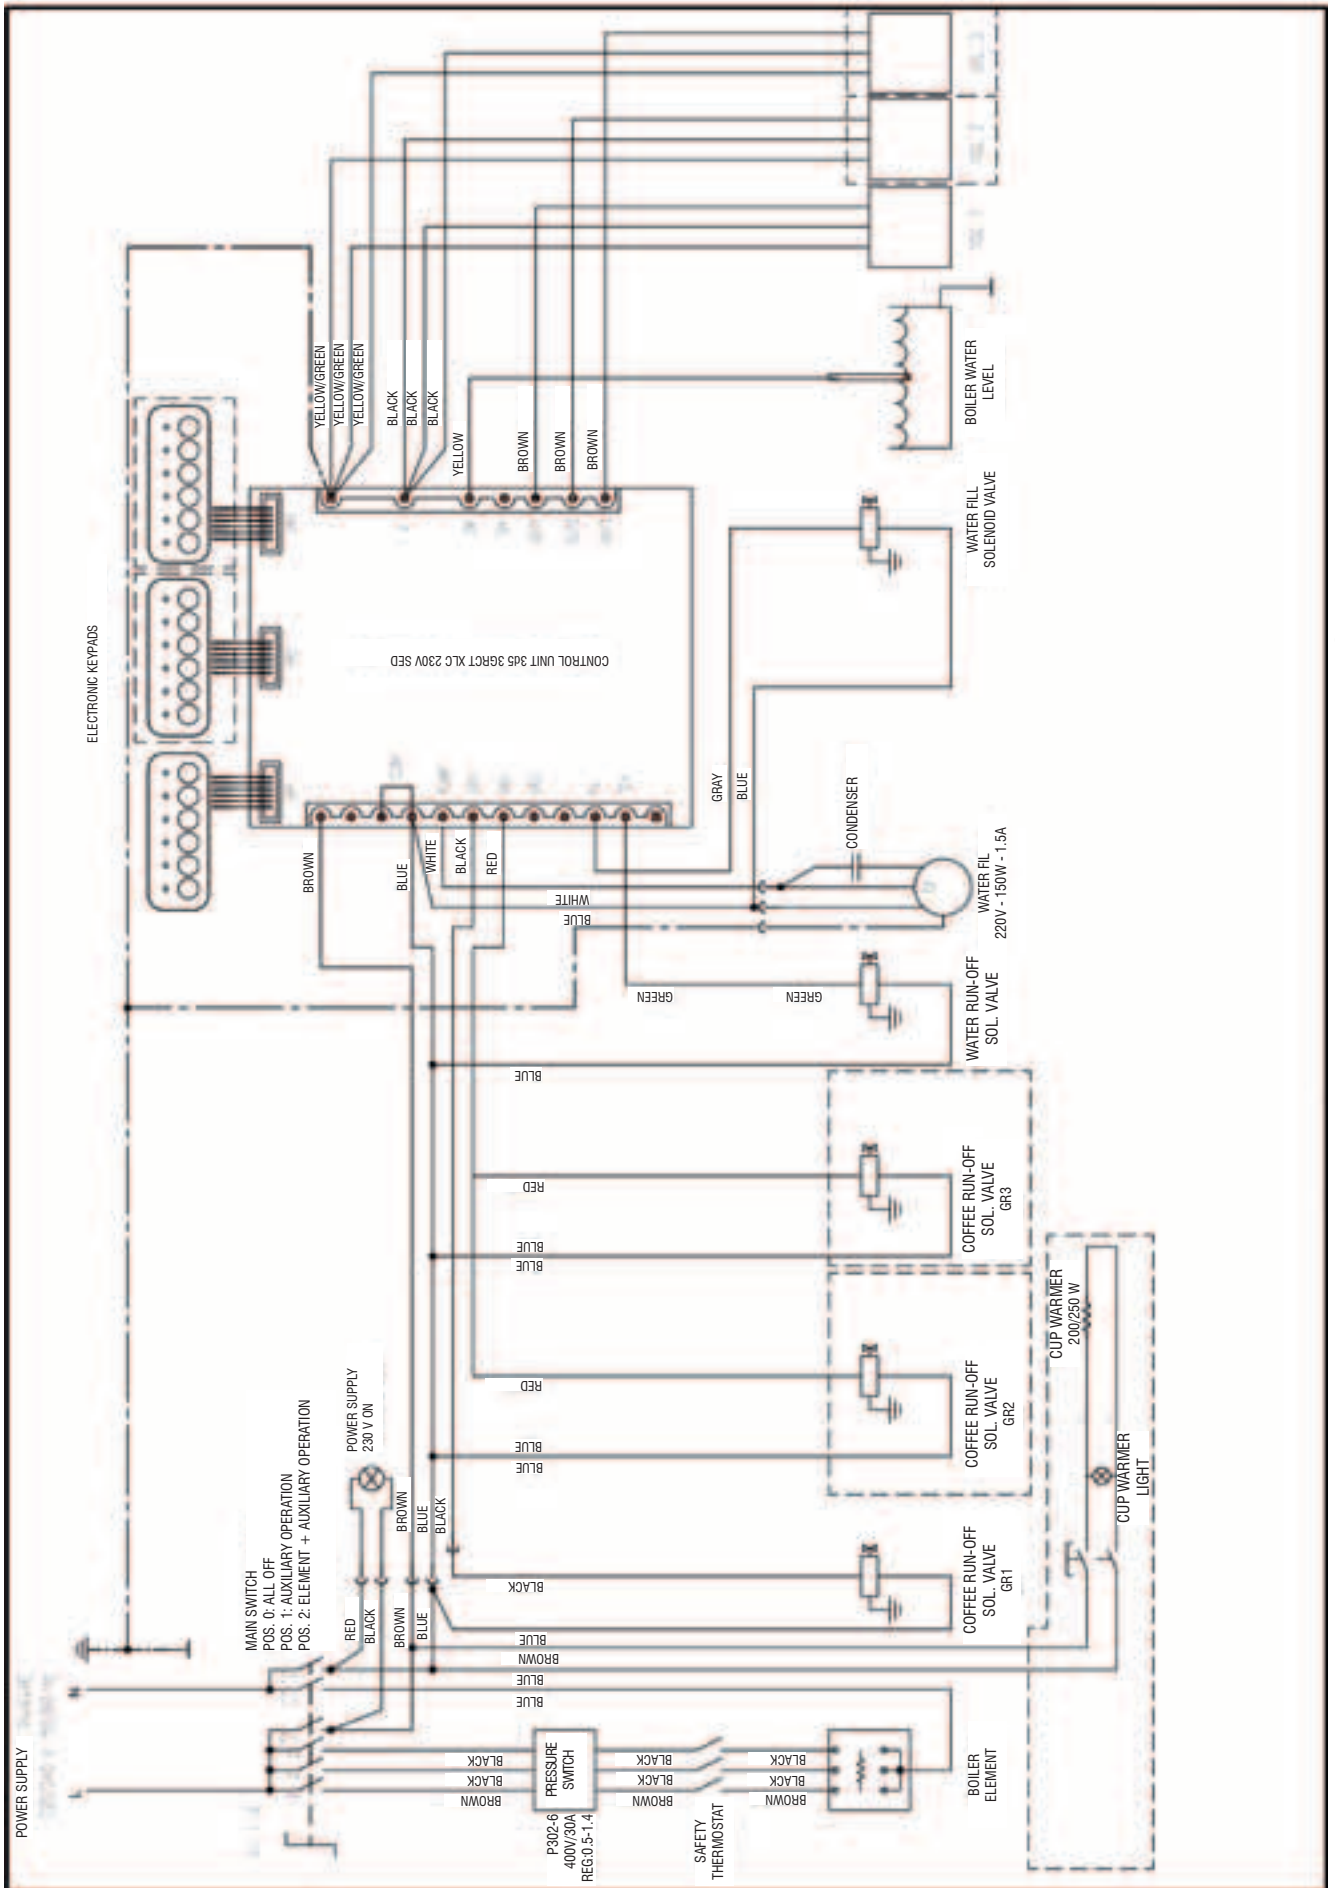 POWER SUPPLY
L
N
MAIN SWITCH
POS. 0: ALL OFF
POS. 1: AUXILIARY OPERATION
POS. 2: ELEMENT + AUXILIARY OPERATION
RED
BLACK
BROWN
BLUE
POWER SUPPLY
230 V ON
BROWN
BLUE
BLACK
ELECTRONIC KEYPADS
BROWN
BLUE
WHITE
BLACK
RED
CONTROL UNIT 3d5 3GRCT XLC 230V SED
YELLOW/GREEN
YELLOW/GREEN
YELLOW/GREEN
BLACK
BLACK
BLACK
YELLOW
BROWN
BROWN
BROWN
BLACK
BLACK
BROWN
P302-6
400V/30A
REG:0.5-1.4
PRESSURE
SWITCH
BLACK
BLACK
BROWN
SAFETY
THERMOSTAT
BLACK
BLACK
BROWN
BOILER
ELEMENT
BLUE
BROWN
BLUE
BLUE
BLACK
COFFEE RUN-OFF
SOL. VALVE
GR1
BLUE
BLUE
RED
COFFEE RUN-OFF
SOL. VALVE
GR2
BLUE
BLUE
RED
COFFEE RUN-OFF
SOL. VALVE
GR3
BLUE
GREEN
GREEN
WATER RUN-OFF
SOL. VALVE
WHITE
BLUE
CONDENSER
WATER FIL
220V - 150W - 1.5A
GRAY
BLUE
WATER FILL
SOLENOID VALVE
BOILER WATER
LEVEL
CUP WARMER
200/250 W
CUP WARMER
LIGHT